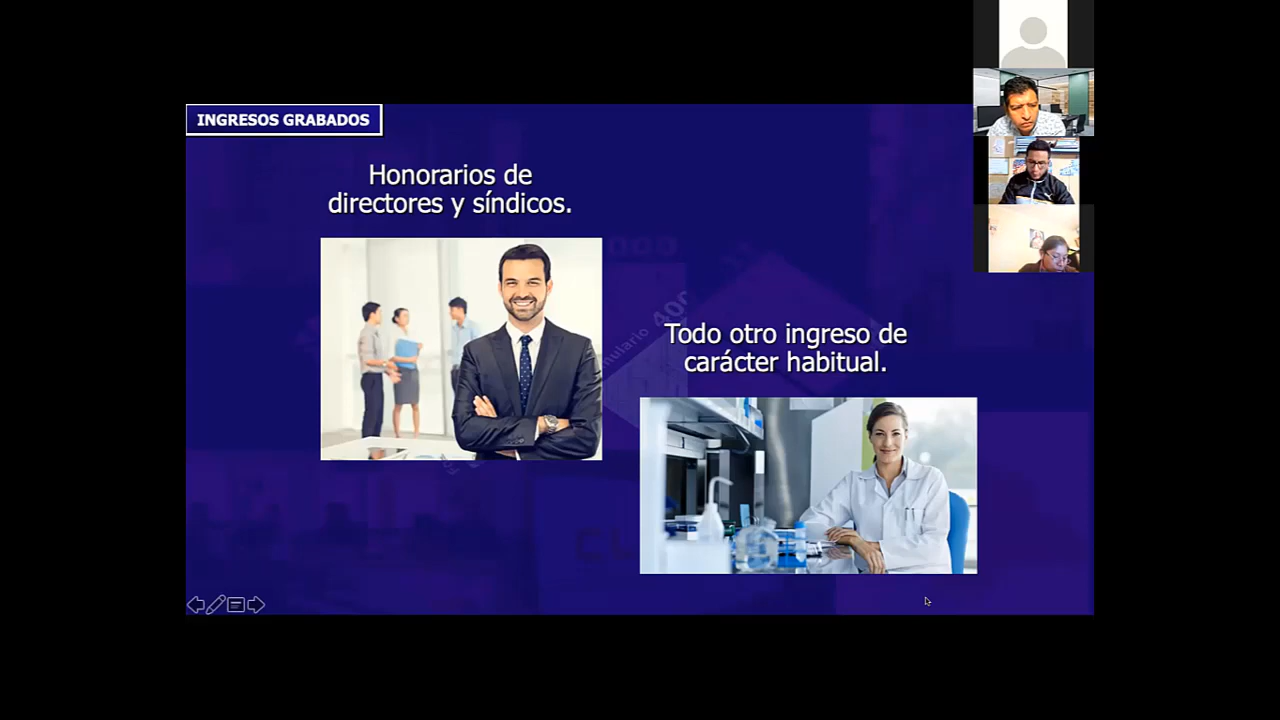 INGRESOS GRABADOS
Honorarios de
directores y síndicos.
Todo otro ingreso de
carácter habitual.